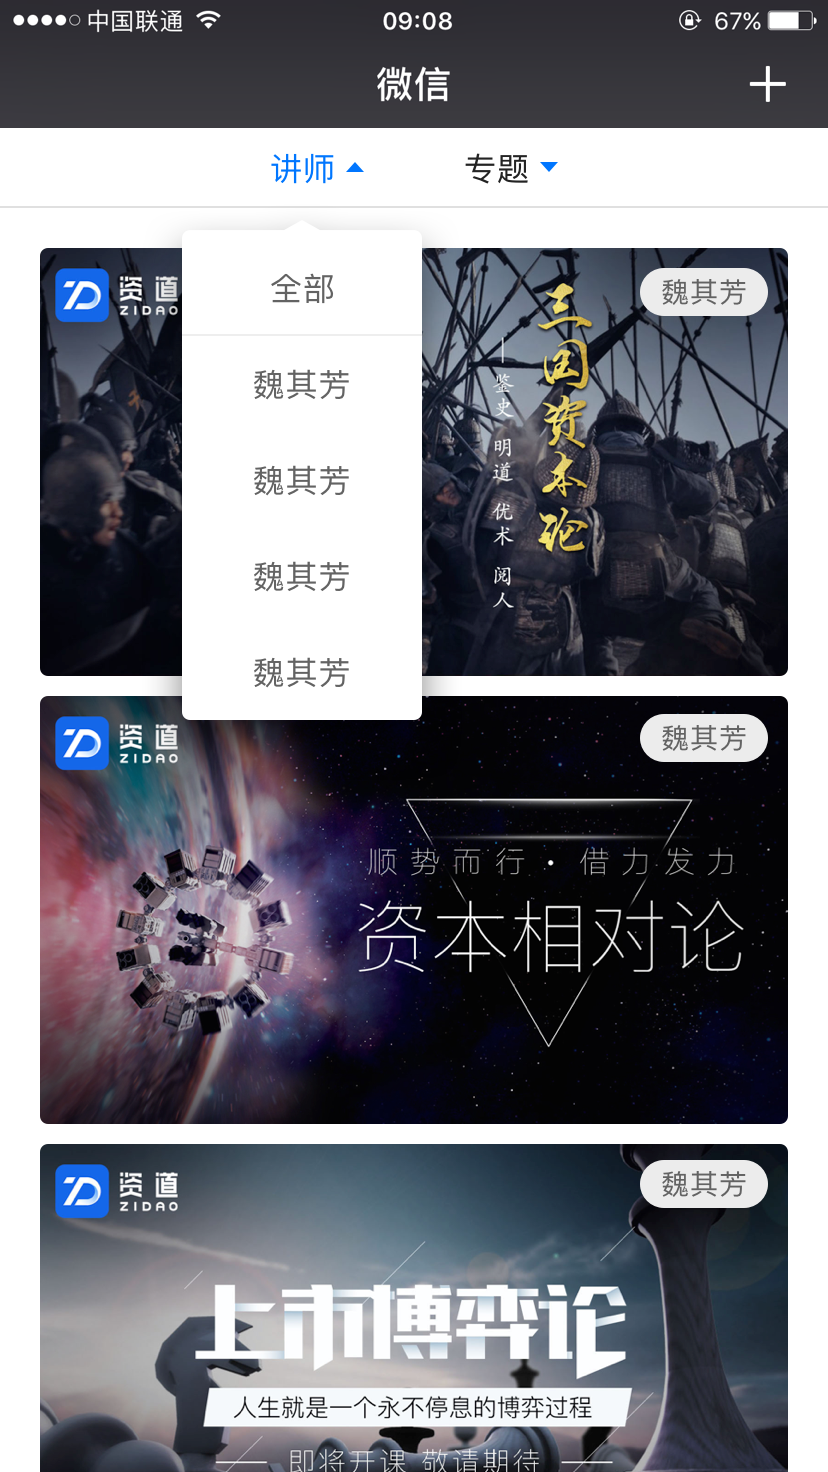 中国联通
09:08
67%
微信
讲师
专题
全部
魏其芳
魏其芳
魏其芳
魏其芳
资道
ZIDAO
魏其芳
三国资本论
鉴史 明道 优术 阅人
资道
ZIDAO
魏其芳
顺势而行·借力发力
资本相对论
资道
ZIDAO
魏其芳
上市博弈论
人生就是一个永不停息的博弈过程
即将开课 敬请期待